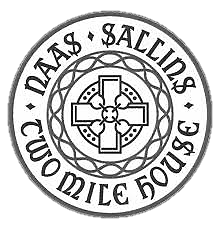 · NAAS · SALLINS ·
TWO MILE HOUSE